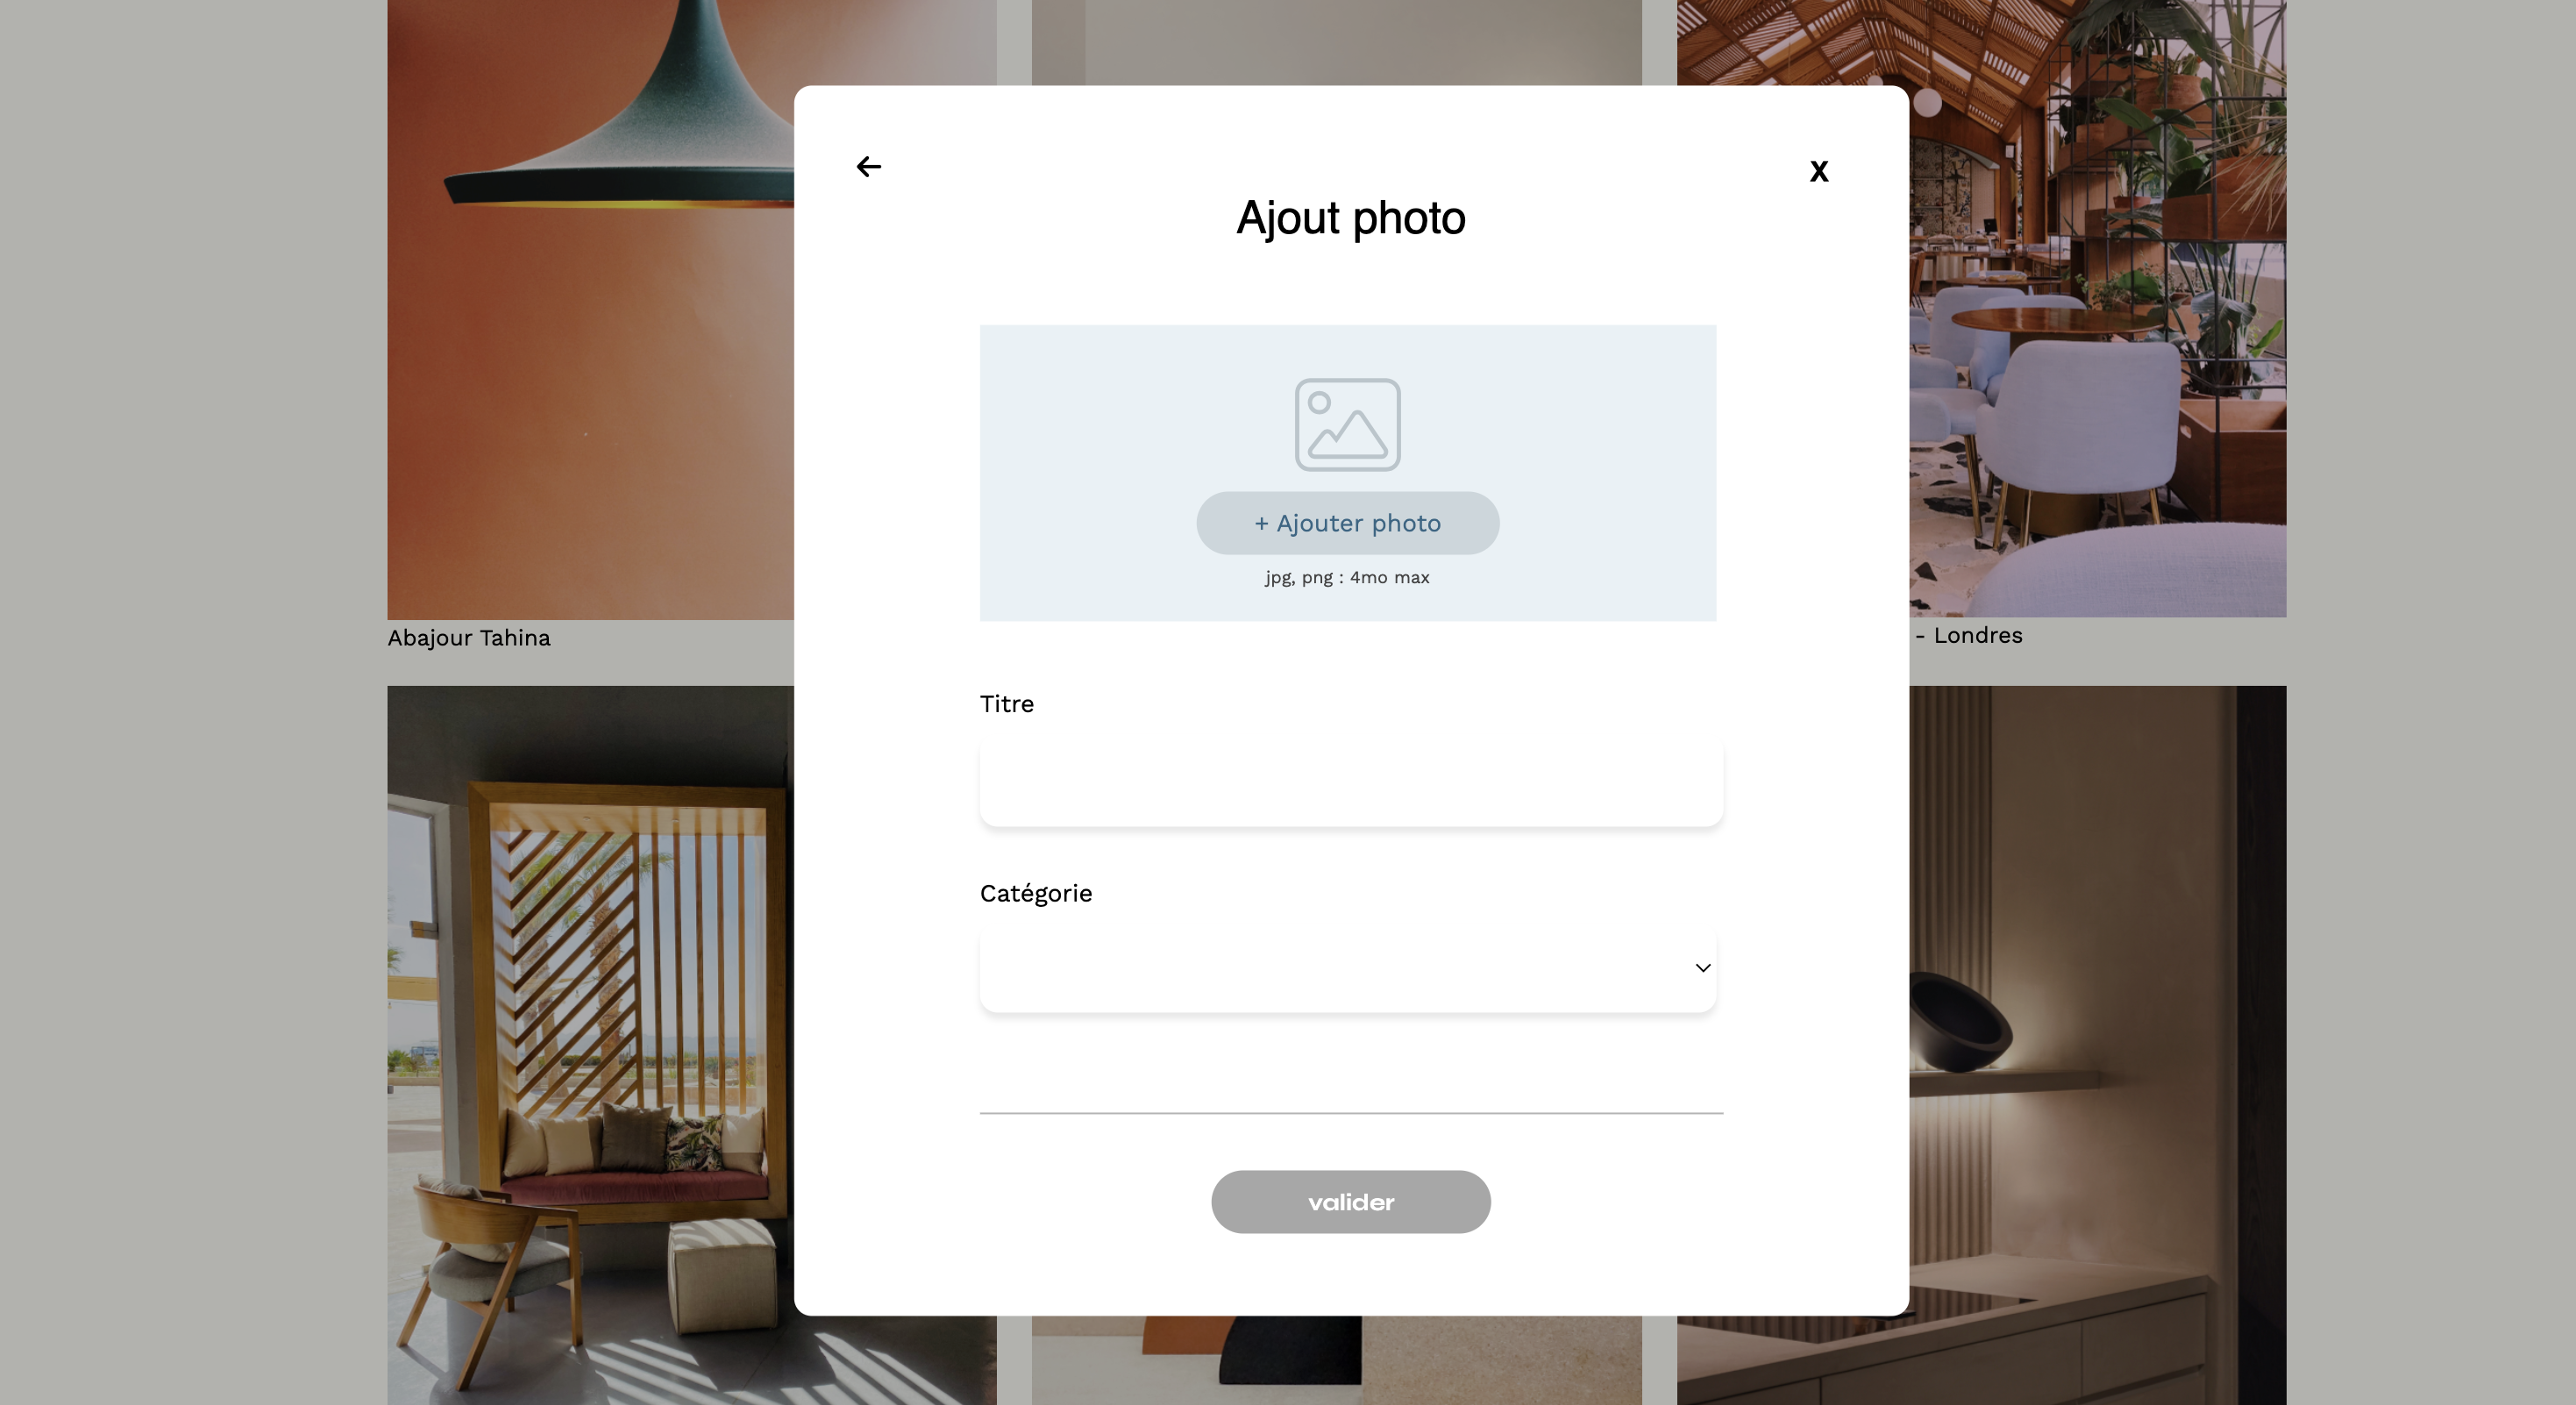 x
Ajout photo
+ Ajouter photo
jpg, png : 4mo max
Abajour Tahina
- Londres
Titre
Catégorie
valider